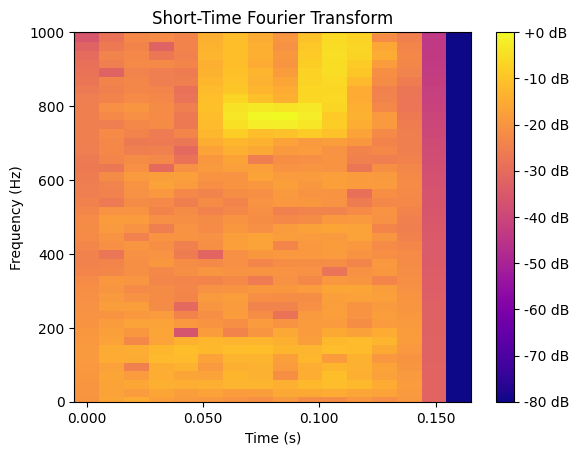 Short-Time Fourier Transform
1000
800
600
400
200
0
Frequency (Hz)
0.000
0.050
0.100
0.150
Time (s)
+0 dB
-10 dB
-20 dB
-30 dB
-40 dB
-50 dB
-60 dB
-70 dB
-80 dB